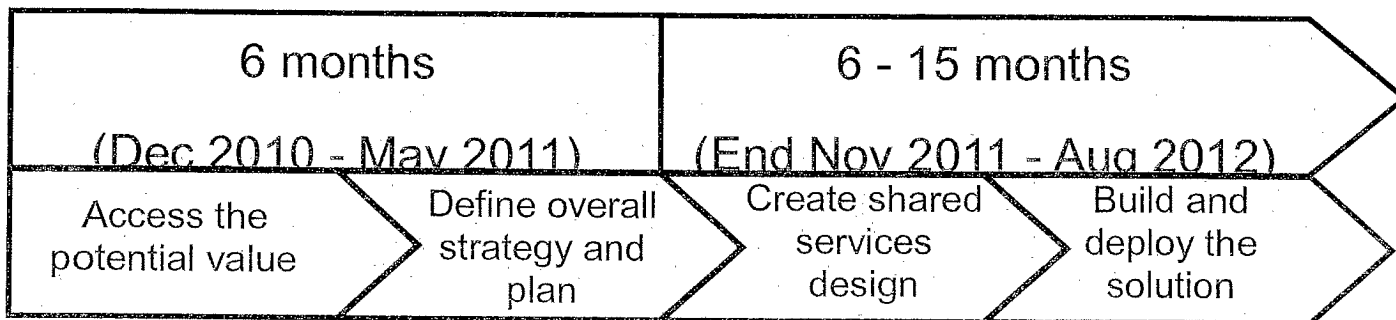 6 months
6 - 15 months
(Dec 2010 - May 2011)
(End Nov 2011 - Aug 2012)
Access the
potential value
Define overall
strategy and
plan
Create shared
services
design
Build and
deploy the
solution